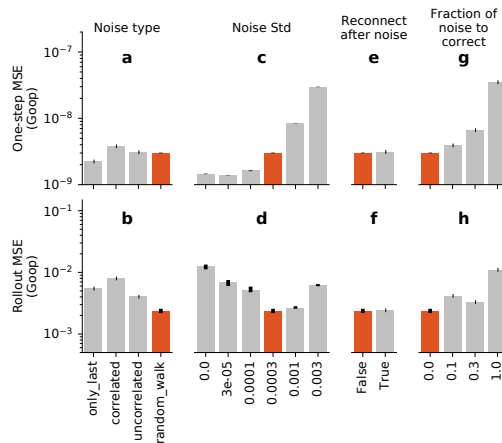 Noise type
Noise Std
Reconnect
after noise
Fraction of
noise to
correct
a
c
e
g
One-step MSE
(Goop)
10⁻⁷
10⁻⁸
10⁻⁹
b
d
f
h
Rollout MSE
(Goop)
10⁻¹
10⁻²
10⁻³
only_last
correlated
uncorrelated
random_walk
0.0
3e-05
0.0001
0.0003
0.001
0.003
False
True
0.0
0.1
0.3
1.0